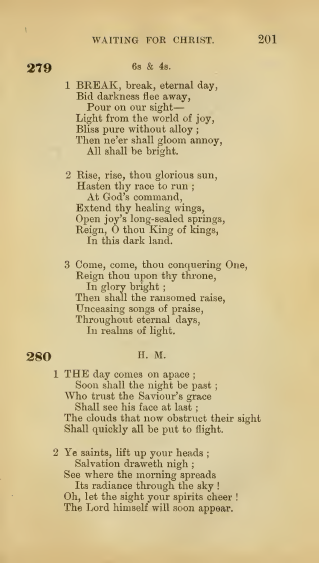 WAITING FOR CHRIST. 201
279 6s & 4s.
1 BREAK, break, eternal day,
Bid darkness flee away,
Pour on our sight—
Light from the world of joy,
Bliss pure without alloy ;
Then ne'er shall gloom annoy,
All shall be bright.
2 Rise, rise, thou glorious sun,
Hasten thy race to run ;
At God's command,
Extend thy healing wings,
Open joy's long-sealed springs,
Reign, O thou King of kings,
In this dark land.
3 Come, come, thou conquering One,
Reign thou upon thy throne,
In glory bright ;
Then shall the ransomed raise,
Unceasing songs of praise,
Throughout eternal days,
In realms of light.
280 H. M.
1 THE day comes on apace ;
Soon shall the night be past ;
Who trust the Saviour's grace
Shall see his face at last ;
The clouds that now obstruct their sight
Shall quickly all be put to flight.
2 Ye saints, lift up your heads ;
Salvation draweth nigh ;
See where the morning spreads
Its radiance through the sky !
Oh, let the sight your spirits cheer !
The Lord himself will soon appear.